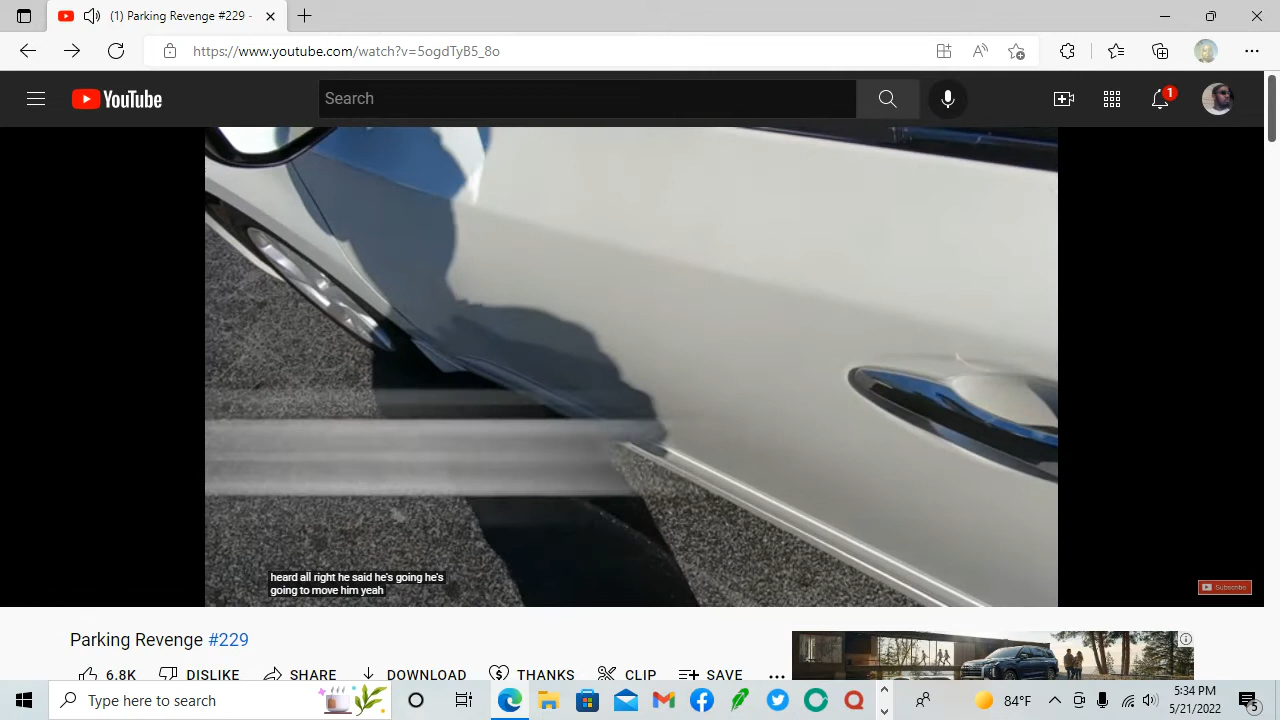 (1) Parking Revenge #229 -
https://www.youtube.com/watch?v=5ogdTyB5_8o
YouTube
Search
1
heard all right he said he's going he's
going to move him yeah
Subscribe
Parking Revenge #229
6.8K DISLIKE SHARE DOWNLOAD THANKS CLIP SAVE
Type here to search
84°F
5:34 PM
5/21/2022
5